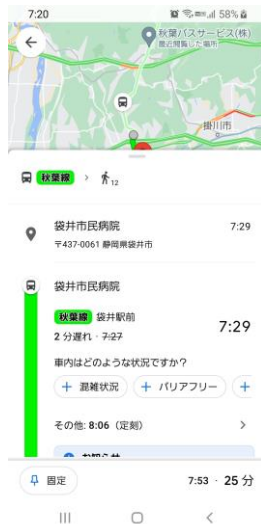 7:20 58%
秋葉バスサービス(株)
最近閲覧した場所
掛川市
秋葉線 > 12
袋井市民病院 7:29
〒437-0061 静岡県袋井市
袋井市民病院
秋葉線 袋井駅前
7:29
2 分遅れ · 7:27
車内はどのような状況ですか?
+ 混雑状況 + バリアフリー +
その他: 8:06 (定刻) >
お知らせ
固定 7:53 · 25 分